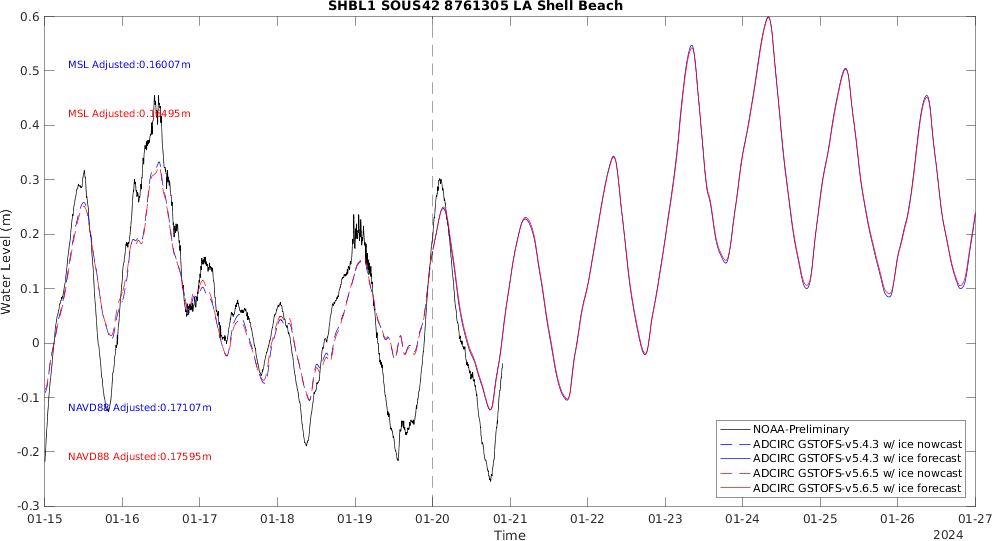 SHBL1 SOUS42 8761305 LA Shell Beach
Water Level (m)
0.6
0.5
0.4
0.3
0.2
0.1
0
-0.1
-0.2
-0.3
MSL Adjusted:0.16007m
MSL Adjusted:0.16495m
NAVD88 Adjusted:0.17107m
NAVD88 Adjusted:0.17595m
NOAA-Preliminary
ADCIRC GSTOFS-v5.4.3 w/ ice nowcast
ADCIRC GSTOFS-v5.4.3 w/ ice forecast
ADCIRC GSTOFS-v5.6.5 w/ ice nowcast
ADCIRC GSTOFS-v5.6.5 w/ ice forecast
01-15 01-16 01-17 01-18 01-19 01-20 01-21 01-22 01-23 01-24 01-25 01-26 01-27
Time
2024